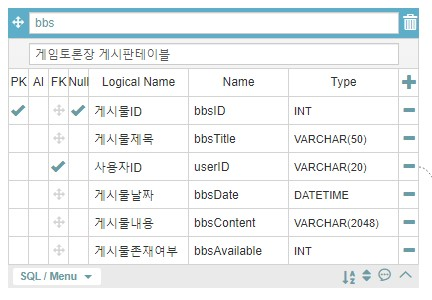 bbs
게임토론장 게시판테이블
PK AI FK Null Logical Name Name Type
게시물ID bbsID INT
게시물제목 bbsTitle VARCHAR(50)
사용자ID userID VARCHAR(20)
게시물날짜 bbsDate DATETIME
게시물내용 bbsContent VARCHAR(2048)
게시물존재여부 bbsAvailable INT
SQL / Menu